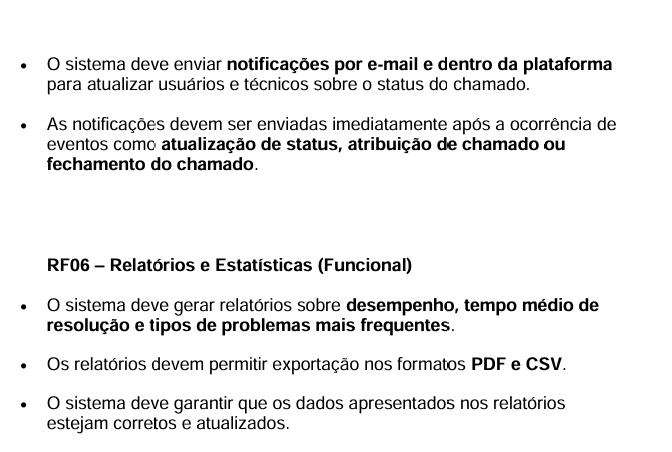 • O sistema deve enviar notificações por e-mail e dentro da plataforma
para atualizar usuários e técnicos sobre o status do chamado.
• As notificações devem ser enviadas imediatamente após a ocorrência de
eventos como atualização de status, atribuição de chamado ou
fechamento do chamado.
RF06 – Relatórios e Estatísticas (Funcional)
• O sistema deve gerar relatórios sobre desempenho, tempo médio de
resolução e tipos de problemas mais frequentes.
• Os relatórios devem permitir exportação nos formatos PDF e CSV.
• O sistema deve garantir que os dados apresentados nos relatórios
estejam corretos e atualizados.